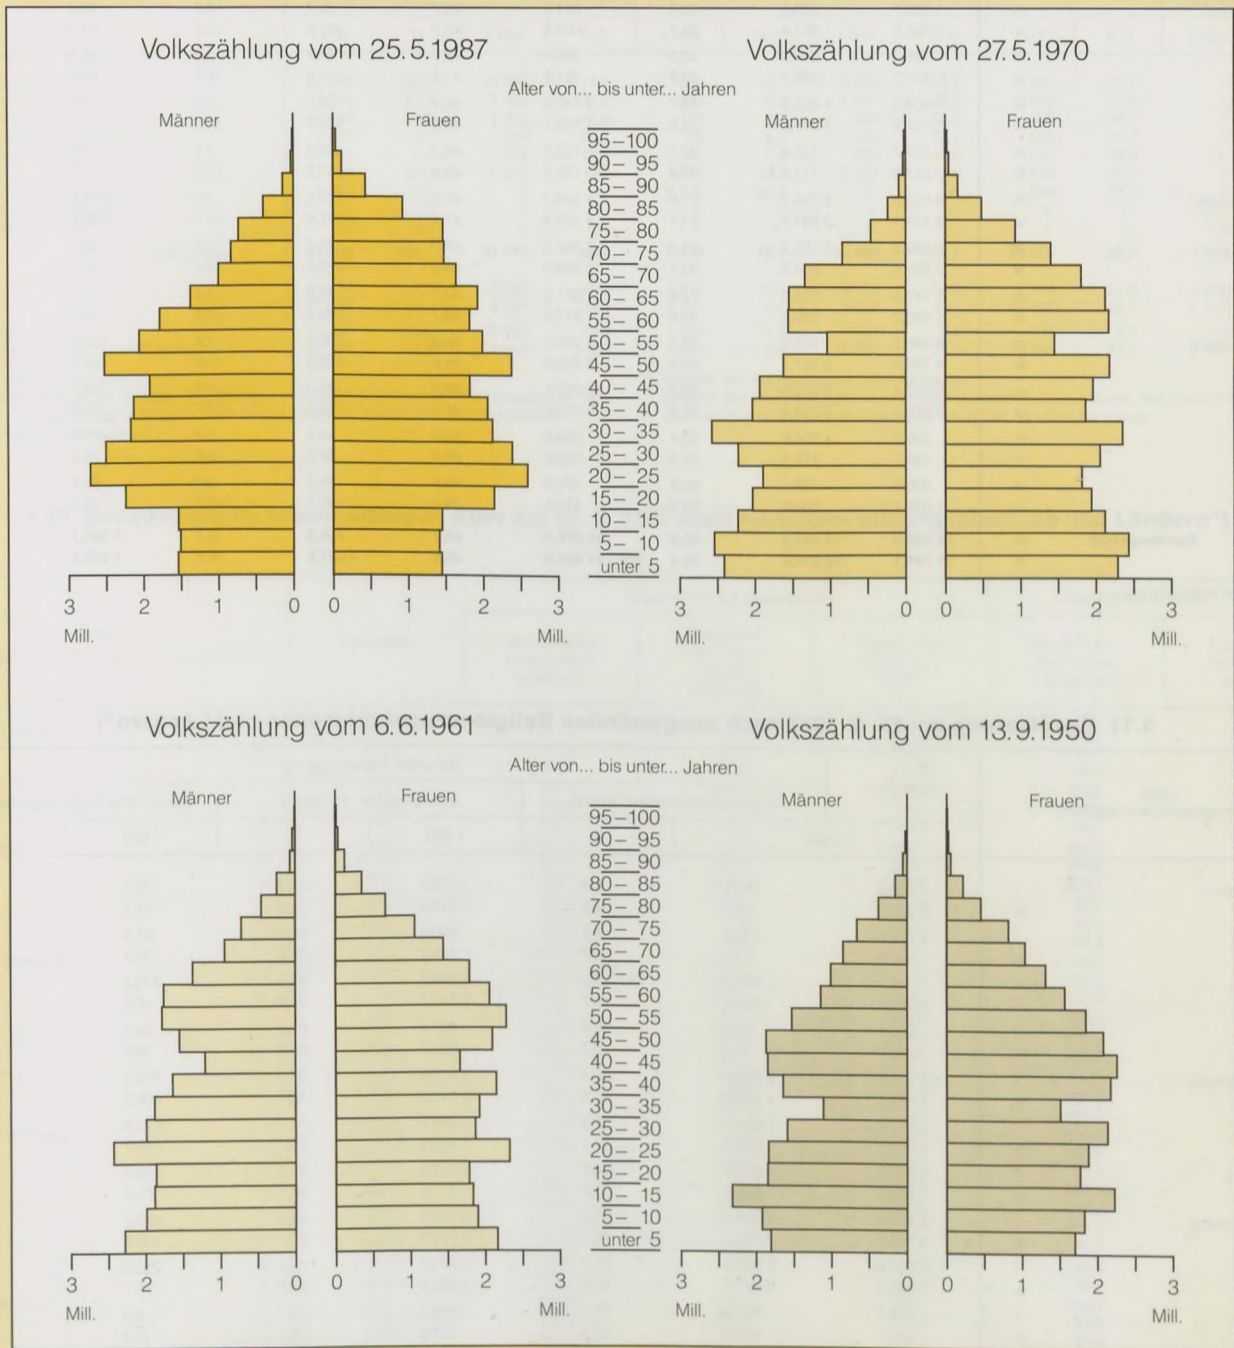 Volkszählung vom 25.5.1987
Volkszählung vom 27.5.1970
Alter von... bis unter... Jahren
Männer
Frauen
Männer
Frauen
95–100
90– 95
85– 90
80– 85
75– 80
70– 75
65– 70
60– 65
55– 60
50– 55
45– 50
40– 45
35– 40
30– 35
25– 30
20– 25
15– 20
10– 15
5– 10
unter 5
3 2 1 0 0 1 2 3
Mill. Mill.
3 2 1 0 0 1 2 3
Mill. Mill.
Volkszählung vom 6.6.1961
Volkszählung vom 13.9.1950
Alter von... bis unter... Jahren
Männer
Frauen
Männer
Frauen
95–100
90– 95
85– 90
80– 85
75– 80
70– 75
65– 70
60– 65
55– 60
50– 55
45– 50
40– 45
35– 40
30– 35
25– 30
20– 25
15– 20
10– 15
5– 10
unter 5
3 2 1 0 0 1 2 3
Mill. Mill.
3 2 1 0 0 1 2 3
Mill. Mill.